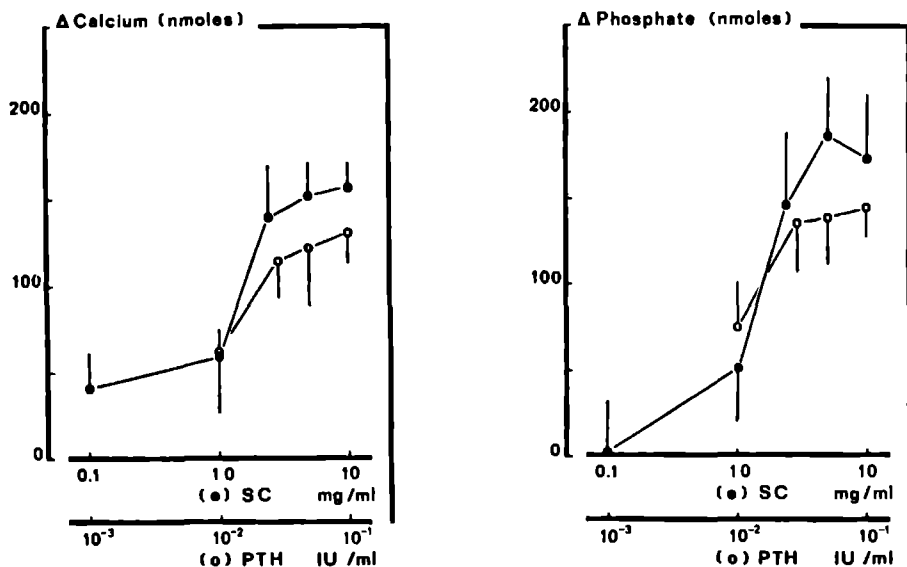 Δ Calcium (nmoles)
200
100
0
0.1 1.0 10
(●) SC mg/ml
10⁻³ 10⁻² 10⁻¹
(o) PTH IU/ml
Δ Phosphate (nmoles)
200
100
0
0.1 1.0 10
(●) SC mg/ml
10⁻³ 10⁻² 10⁻¹
(o) PTH IU/ml